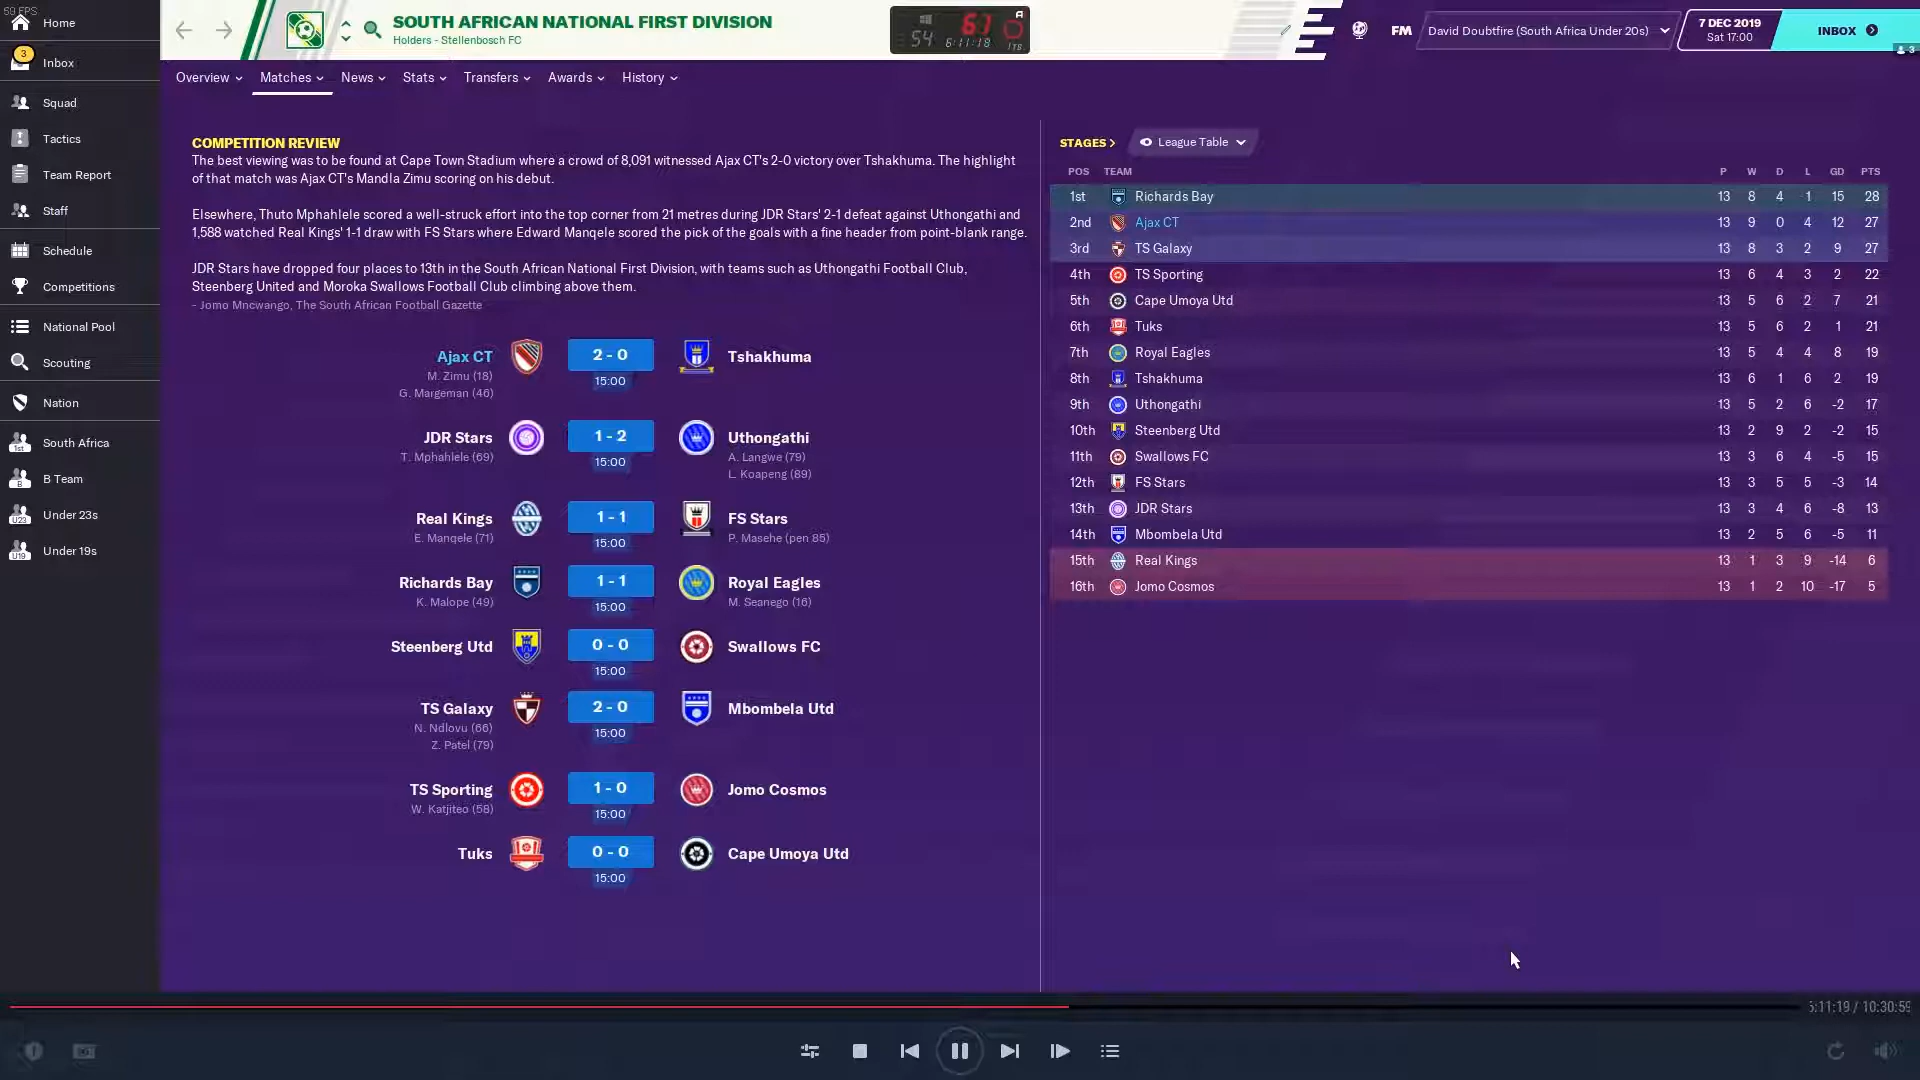 59 FPS
Home
3
Inbox
Squad
Tactics
Team Report
Staff
Schedule
Competitions
National Pool
Scouting
Nation
1st South Africa
B B Team
U23 Under 23s
U19 Under 19s
SOUTH AFRICAN NATIONAL FIRST DIVISION
Holders - Stellenbosch FC
61 A
54 6:11:18 1TS
FM David Doubtfire (South Africa Under 20s)
7 DEC 2019
Sat 17:00
INBOX
3
Overview Matches News Stats Transfers Awards History
COMPETITION REVIEW
The best viewing was to be found at Cape Town Stadium where a crowd of 8,091 witnessed Ajax CT's 2-0 victory over Tshakhuma. The highlight
of that match was Ajax CT's Mandla Zimu scoring on his debut.
Elsewhere, Thuto Mphahlele scored a well-struck effort into the top corner from 21 metres during JDR Stars' 2-1 defeat against Uthongathi and
1,588 watched Real Kings' 1-1 draw with FS Stars where Edward Manqele scored the pick of the goals with a fine header from point-blank range.
JDR Stars have dropped four places to 13th in the South African National First Division, with teams such as Uthongathi Football Club,
Steenberg United and Moroka Swallows Football Club climbing above them.
- Jomo Mncwango, The South African Football Gazette
Ajax CT 2 - 0 Tshakhuma
M. Zimu (18) 15:00
G. Margeman (46)
JDR Stars 1 - 2 Uthongathi
T. Mphahlele (69) 15:00 A. Langwe (79)
L. Koapeng (89)
Real Kings 1 - 1 FS Stars
E. Manqele (71) 15:00 P. Masehe (pen 85)
Richards Bay 1 - 1 Royal Eagles
K. Malope (49) 15:00 M. Seanego (16)
Steenberg Utd 0 - 0 Swallows FC
15:00
TS Galaxy 2 - 0 Mbombela Utd
N. Ndlovu (66) 15:00
Z. Patel (79)
TS Sporting 1 - 0 Jomo Cosmos
W. Katjiteo (58) 15:00
Tuks 0 - 0 Cape Umoya Utd
15:00
STAGES League Table
POS TEAM P W D L GD PTS
1st Richards Bay 13 8 4 1 15 28
2nd Ajax CT 13 9 0 4 12 27
3rd TS Galaxy 13 8 3 2 9 27
4th TS Sporting 13 6 4 3 2 22
5th Cape Umoya Utd 13 5 6 2 7 21
6th Tuks 13 5 6 2 1 21
7th Royal Eagles 13 5 4 4 8 19
8th Tshakhuma 13 6 1 6 2 19
9th Uthongathi 13 5 2 6 -2 17
10th Steenberg Utd 13 2 9 2 -2 15
11th Swallows FC 13 3 6 4 -5 15
12th FS Stars 13 3 5 5 -3 14
13th JDR Stars 13 3 4 6 -8 13
14th Mbombela Utd 13 2 5 6 -5 11
15th Real Kings 13 1 3 9 -14 6
16th Jomo Cosmos 13 1 2 10 -17 5
6:11:19 / 10:30:59